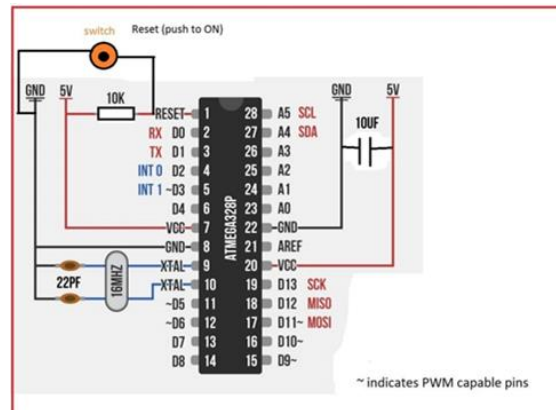 switch
Reset (push to ON)
GND 5V
10K
RESET 1
RX D0 2
TX D1 3
INT 0 D2 4
INT 1 ~D3 5
D4 6
VCC 7
GND 8
XTAL 9
XTAL 10
~D5 11
~D6 12
D7 13
D8 14
22PF
16MHZ
ATMEGA328P
GND 5V
10UF
28 A5 SCL
27 A4 SDA
26 A3
25 A2
24 A1
23 A0
22 GND
21 AREF
20 VCC
19 D13 SCK
18 D12 MISO
17 D11~ MOSI
16 D10~
15 D9~
~ indicates PWM capable pins